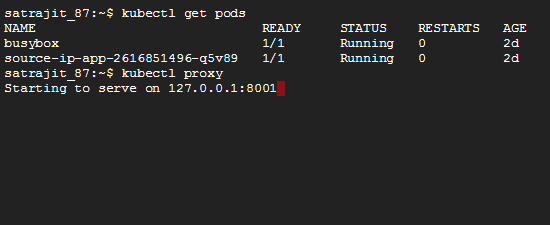 satrajit_87:~$ kubectl get pods
NAME READY STATUS RESTARTS AGE
busybox 1/1 Running 0 2d
source-ip-app-2616851496-q5v89 1/1 Running 0 2d
satrajit_87:~$ kubectl proxy
Starting to serve on 127.0.0.1:8001